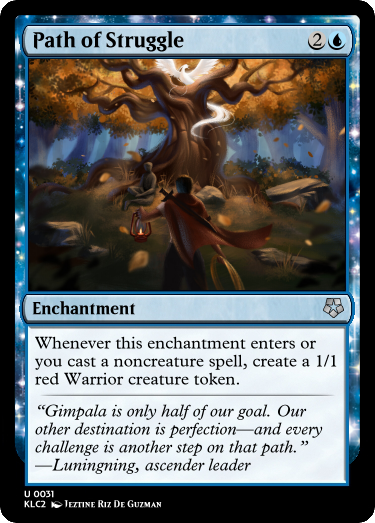 Path of Struggle 2
Enchantment
Whenever this enchantment enters or
you cast a noncreature spell, create a 1/1
red Warrior creature token.
“Gimpala is only half of our goal. Our
other destination is perfection—and every
challenge is another step on that path.”
—Luningning, ascender leader
U 0031
KLC2 Jeztine Riz De Guzman